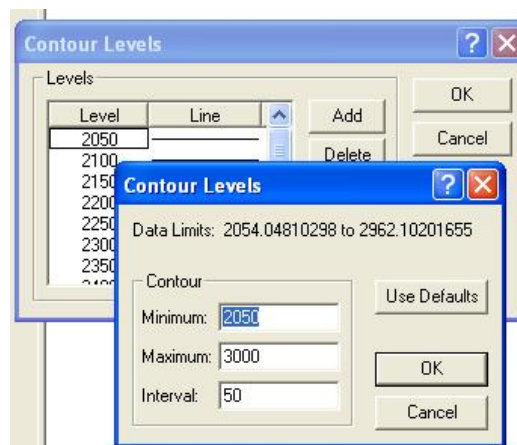 Contour Levels
Levels
Level Line
2050
2100
2150
2200
2250
2300
2350
2400
Add
Delete
OK
Cancel
Contour Levels
Data Limits: 2054.04810298 to 2962.10201655
Contour
Minimum: 2050
Maximum: 3000
Interval: 50
Use Defaults
OK
Cancel